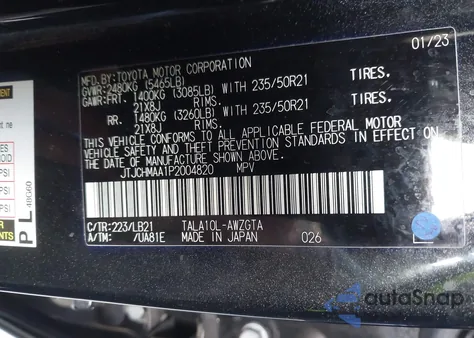 MFD.BY:TOYOTA MOTOR CORPORATION 01/23
GVWR: 2480KG (5465LB)
GAWR:FRT. 1400KG (3085LB) WITH 235/50R21 TIRES.
21X8J RIMS.
RR. 1480KG (3260LB) WITH 235/50R21 TIRES.
21X8J RIMS.
THIS VEHICLE CONFORMS TO ALL APPLICABLE FEDERAL MOTOR
VEHICLE SAFETY AND THEFT PREVENTION STANDARDS IN EFFECT ON
THE DATE OF MANUFACTURE SHOWN ABOVE.
JTJCHMAA1P2004820 MPV
C/TR: 223/LB21 TALA10L-AWZGTA
A/TM: /UA81E MADE IN JAPAN 026
PL
48G60
autoSnap